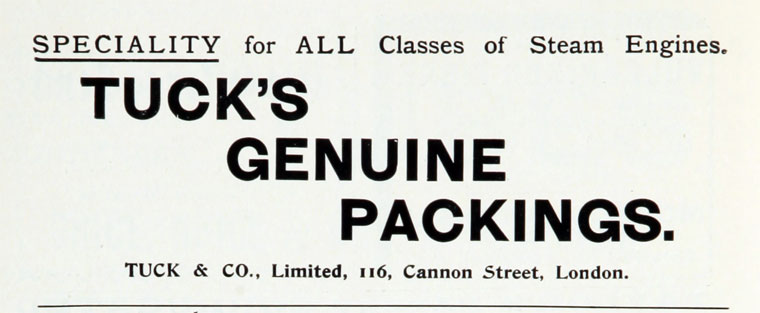 SPECIALITY for ALL Classes of Steam Engines.
TUCK'S
GENUINE
PACKINGS.
TUCK & CO., Limited, 116, Cannon Street, London.